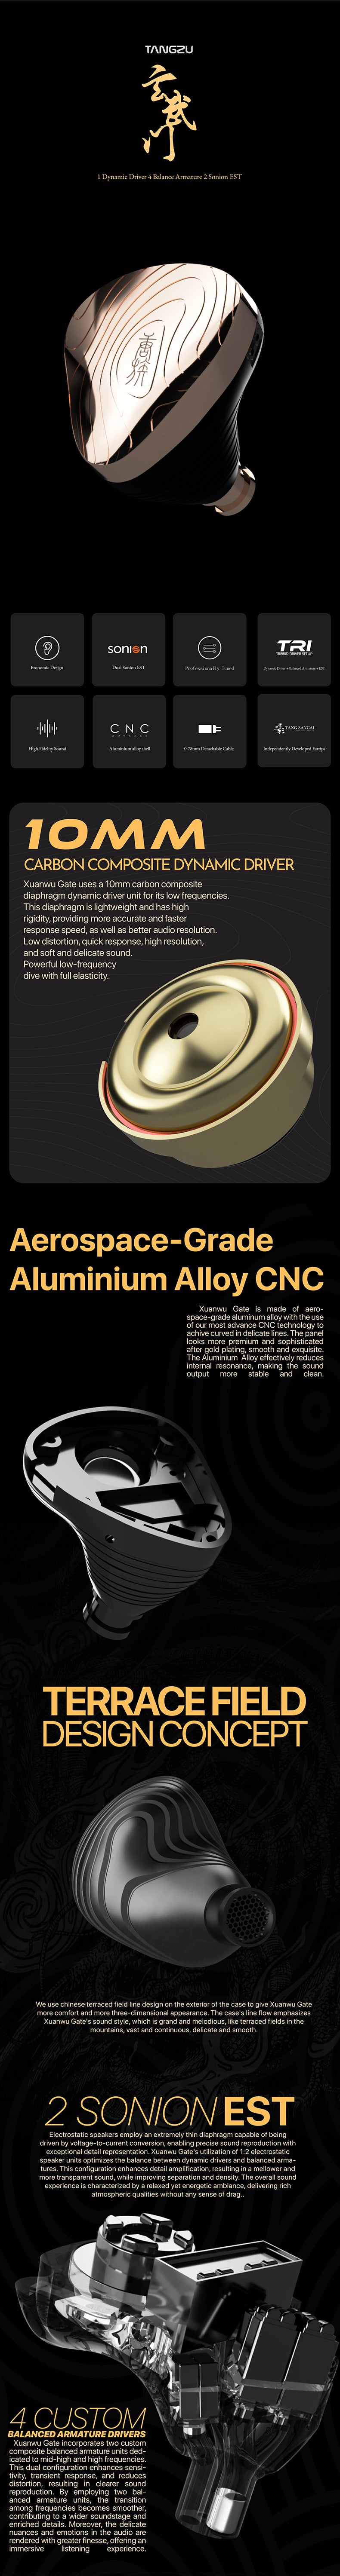 TANGZU
玄武门
1 Dynamic Driver 4 Balance Armature 2 Sonion EST
Economic Design
sonion
Dual Sonion EST
Professionally Tuned
TRI
TRIBRID DRIVER SETUP
Dynamic Driver + Balanced Armature + EST
High Fidelity Sound
CNC
Aluminium alloy shell
0.78mm Detachable Cable
TANG SANCAI
Independently Developed Eartips
10MM
CARBON COMPOSITE DYNAMIC DRIVER
Xuanwu Gate uses a 10mm carbon composite
diaphragm dynamic driver unit for its low frequencies.
This diaphragm is lightweight and has high
rigidity, providing more accurate and faster
response speed, as well as better audio resolution.
Low distortion, quick response, high resolution,
and soft and delicate sound.
Powerful low-frequency
dive with full elasticity.
Aerospace-Grade
Aluminium Alloy CNC
Xuanwu Gate is made of aero-
space-grade aluminum alloy with the use
of our most advance CNC technology to
achive curved in delicate lines. The panel
looks more premium and sophisticated
after gold plating, smooth and exquisite.
The Aluminium Alloy effectively reduces
internal resonance, making the sound
output more stable and clean.
TERRACE FIELD
DESIGN CONCEPT
We use chinese terraced field line design on the exterior of the case to give Xuanwu Gate
more comfort and more three-dimensional appearance. The case's line flow emphasizes
Xuanwu Gate's sound style, which is grand and melodious, like terraced fields in the
mountains, vast and continuous, delicate and smooth.
2 SONION EST
Electrostatic speakers employ an extremely thin diaphragm capable of being
driven by voltage-to-current conversion, enabling precise sound reproduction with
exceptional detail representation. Xuanwu Gate's utilization of 1:2 electrostatic
speaker units optimizes the balance between dynamic drivers and balanced arma-
tures. This configuration enhances detail amplification, resulting in a mellower and
more transparent sound, while improving separation and density. The overall sound
experience is characterized by a relaxed yet energetic ambiance, delivering rich
atmospheric qualities without any sense of drag..
4 CUSTOM
BALANCED ARMATURE DRIVERS
Xuanwu Gate incorporates two custom
composite balanced armature units ded-
icated to mid-high and high frequencies.
This dual configuration enhances sensi-
tivity, transient response, and reduces
distortion, resulting in clearer sound
reproduction. By employing two bal-
anced armature units, the transition
among frequencies becomes smoother,
contributing to a wider soundstage and
enriched details. Moreover, the delicate
nuances and emotions in the audio are
rendered with greater finesse, offering an
immersive listening experience.